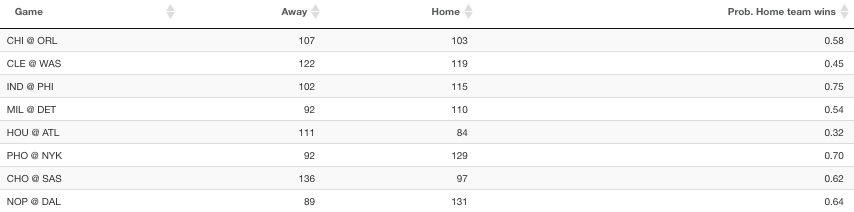 Game Away Home Prob. Home team wins
CHI @ ORL 107 103 0.58
CLE @ WAS 122 119 0.45
IND @ PHI 102 115 0.75
MIL @ DET 92 110 0.54
HOU @ ATL 111 84 0.32
PHO @ NYK 92 129 0.70
CHO @ SAS 136 97 0.62
NOP @ DAL 89 131 0.64